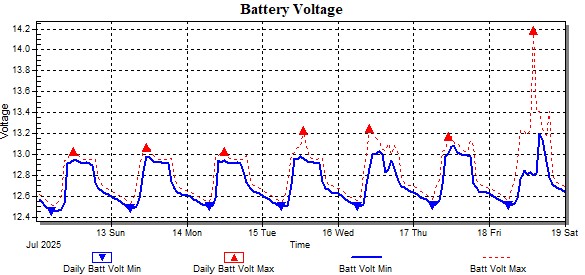 Battery Voltage
14.2
14.0
13.8
13.6
13.4
13.2
13.0
12.8
12.6
12.4
Voltage
13 Sun 14 Mon 15 Tue 16 Wed 17 Thu 18 Fri 19 Sat
Jul 2025 Time
Daily Batt Volt Min Daily Batt Volt Max Batt Volt Min Batt Volt Max